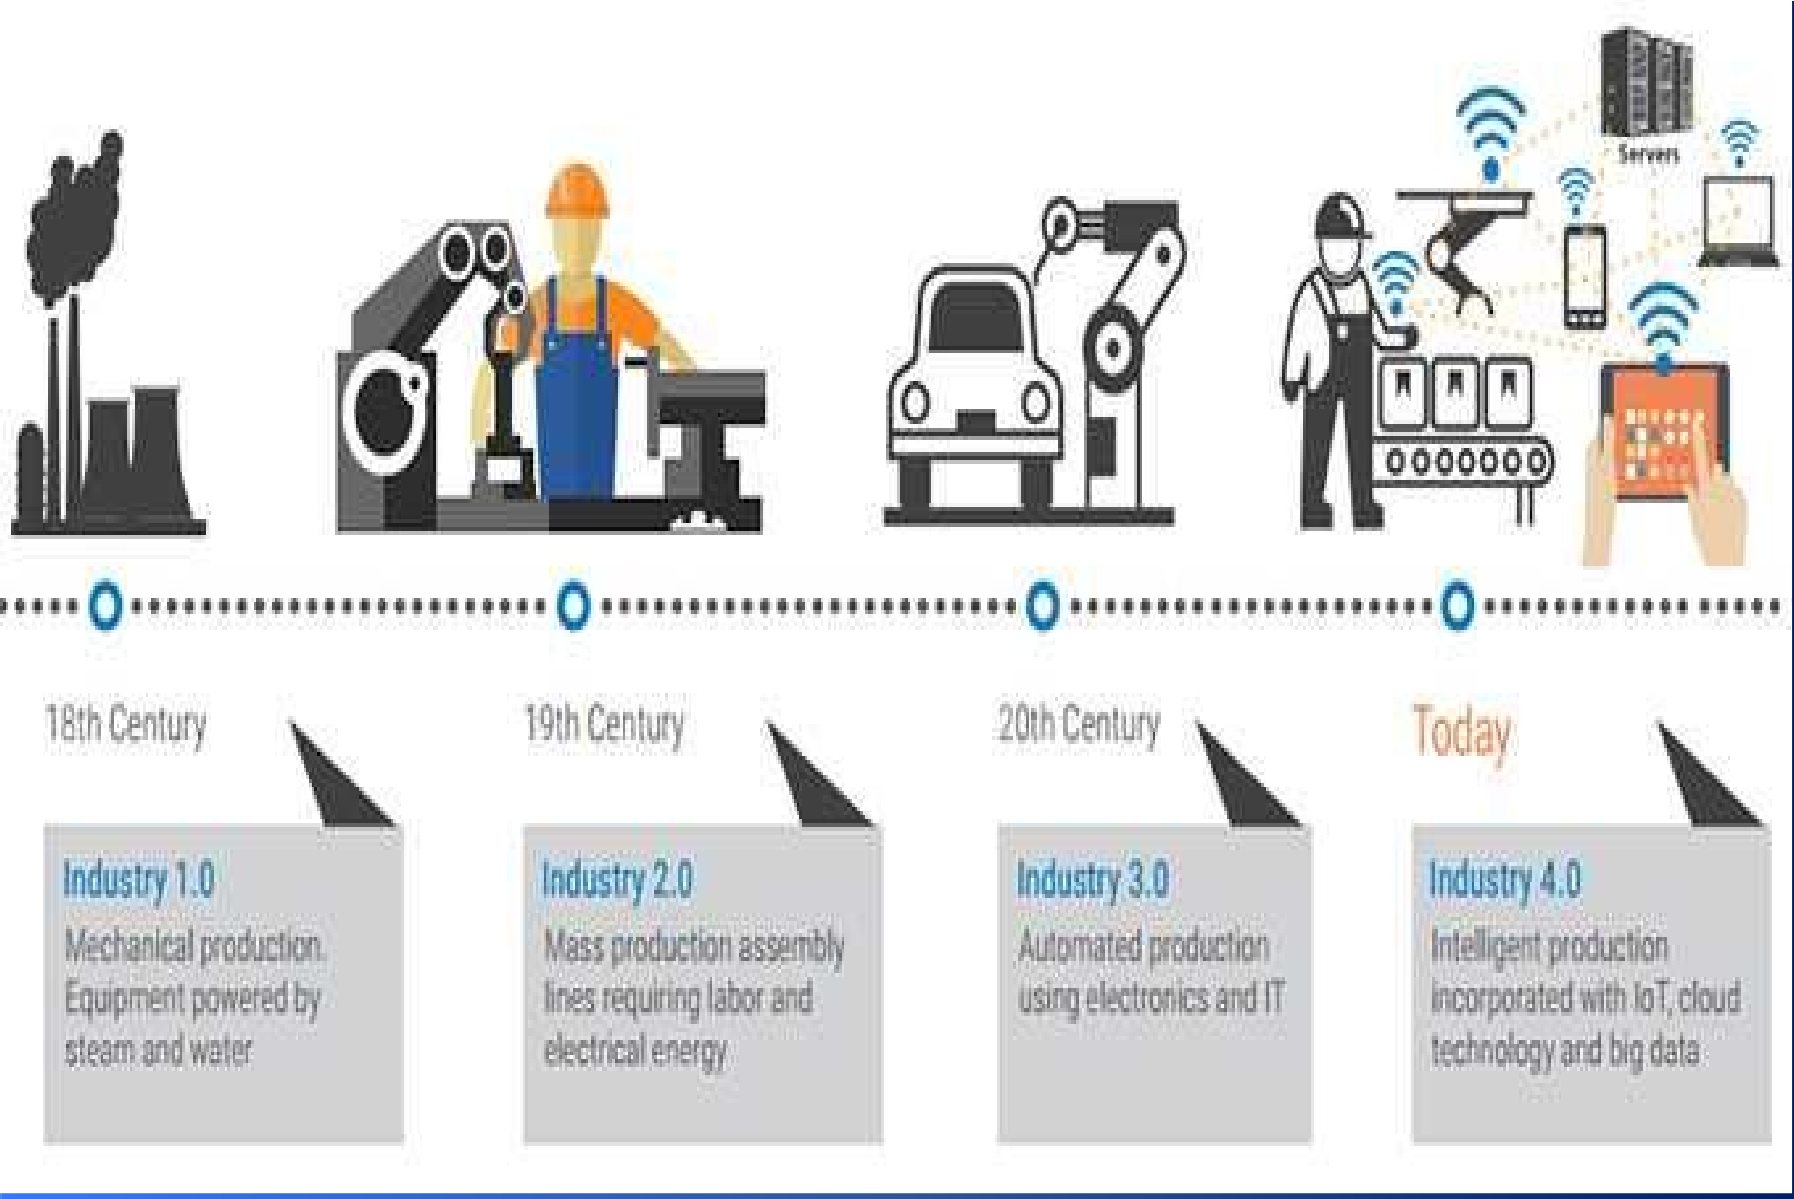 Servers
18th Century
Industry 1.0
Mechanical production.
Equipment powered by
steam and water
19th Century
Industry 2.0
Mass production assembly
lines requiring labor and
electrical energy
20th Century
Industry 3.0
Automated production
using electronics and IT
Today
Industry 4.0
Intelligent production
incorporated with IoT, cloud
technology and big data